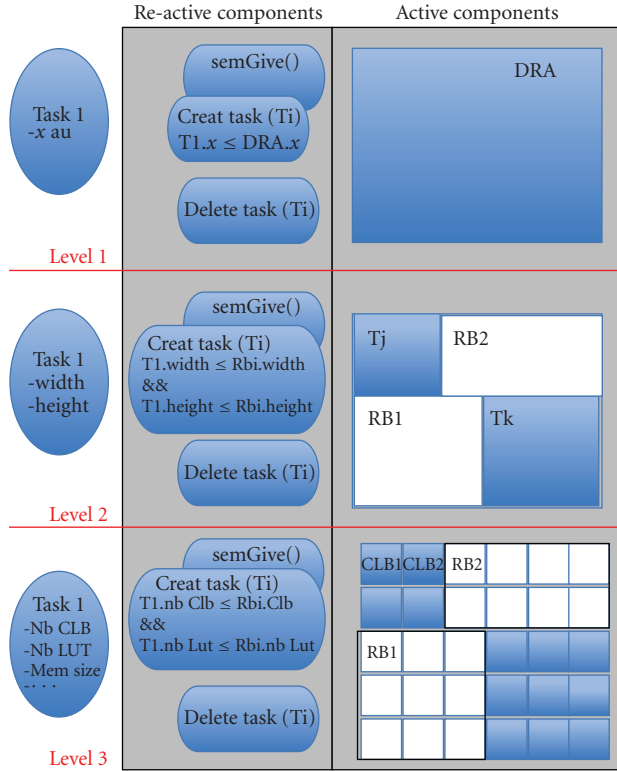 Re-active components
Active components
Task 1
-x au
semGive()
Creat task (Ti)
T1.x ≤ DRA.x
Delete task (Ti)
DRA
Level 1
Task 1
-width
-height
semGive()
Creat task (Ti)
T1.width ≤ Rbi.width
&&
T1.height ≤ Rbi.height
Delete task (Ti)
Tj
RB2
RB1
Tk
Level 2
Task 1
-Nb CLB
-Nb LUT
-Mem size
-...
semGive()
Creat task (Ti)
T1.nb Clb ≤ Rbi.Clb
&&
T1.nb Lut ≤ Rbi.nb Lut
Delete task (Ti)
CLB1
CLB2
RB2
RB1
Level 3